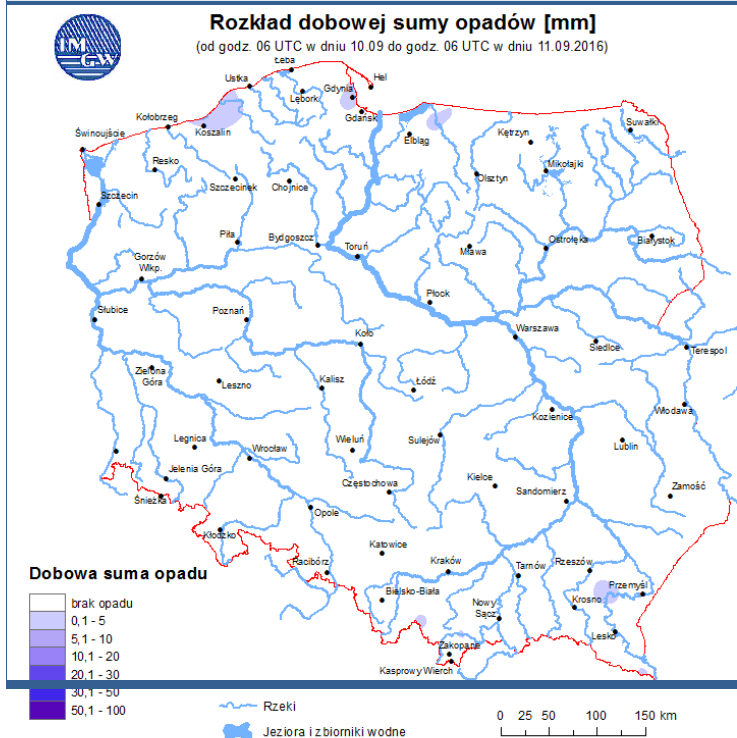 IM
GW
Rozkład dobowej sumy opadów [mm]
(od godz. 06 UTC w dniu 10.09 do godz. 06 UTC w dniu 11.09.2016)
Łeba
Hel
Ustka
Gdynia
Lębork
Gdańsk
Kołobrzeg
Koszalin
Suwałki
Świnoujście
Elbląg
Kętrzyn
Resko
Mikołajki
Szczecinek
Chojnice
Olsztyn
Szczecin
Piła
Bydgoszcz
Toruń
Ostrołęka
Białystok
Mława
Gorzów
Wlkp.
Płock
Słubice
Poznań
Warszawa
Koło
Siedlce
Terespol
Zielona
Góra
Leszno
Kalisz
Łódź
Kozienice
Włodawa
Legnica
Wrocław
Wieluń
Sulejów
Lublin
Jelenia Góra
Kielce
Częstochowa
Zamość
Śnieżka
Sandomierz
Opole
Kłodzko
Katowice
Racibórz
Kraków
Tarnów
Rzeszów
Przemyśl
Bielsko-Biała
Nowy
Sącz
Krosno
Lesko
Zakopane
Kasprowy Wierch
Dobowa suma opadu
brak opadu
0,1 - 5
5,1 - 10
10,1 - 20
20,1 - 30
30,1 - 50
50,1 - 100
Rzeki
Jeziora i zbiorniki wodne
0 25 50 100 150 km